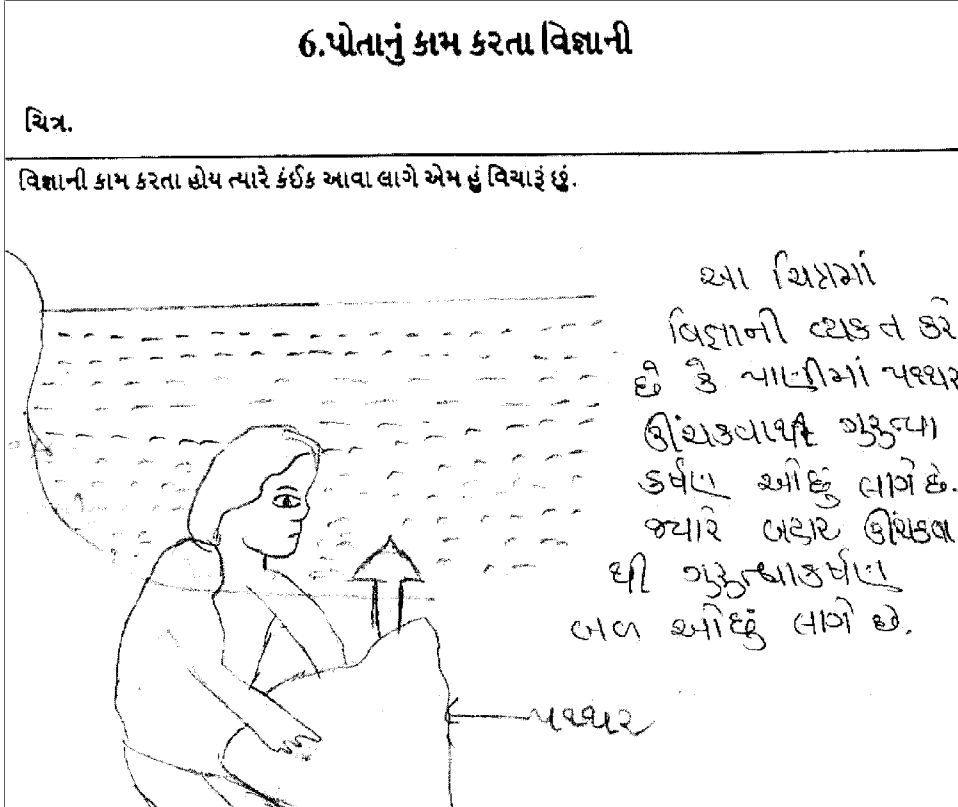 6.પોતાનું કામ કરતા વિજ્ઞાની
ચિત્ર.
વિજ્ઞાની કામ કરતા હોય ત્યારે કંઈક આવા લાગે એમ હું વિચારૂં છું.
આ ચિત્રમાં
વિજ્ઞાની વ્યકત કરે
છે કે પાણીમાં પથ્થર
ઊંચકવાથી ગુરુત્વા
કર્ષણ ઓછું લાગે છે.
જ્યારે બહાર ઊંચકવા
થી ગુરુત્વાકર્ષણ
બળ ઓછું લાગે છે.
પથ્થર